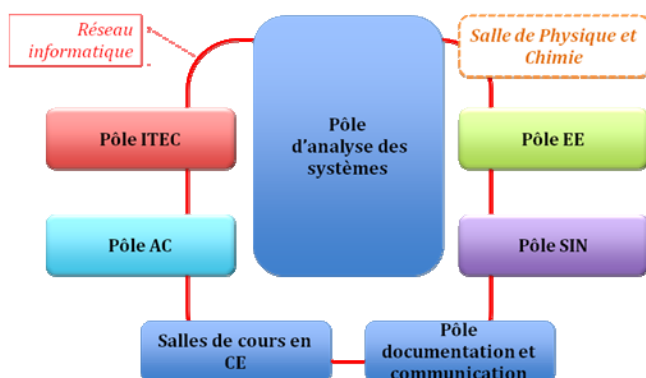 Réseau
informatique
Salle de Physique et
Chimie
Pôle
d'analyse des
systèmes
Pôle ITEC
Pôle EE
Pôle AC
Pôle SIN
Salles de cours en
CE
Pôle
documentation et
communication